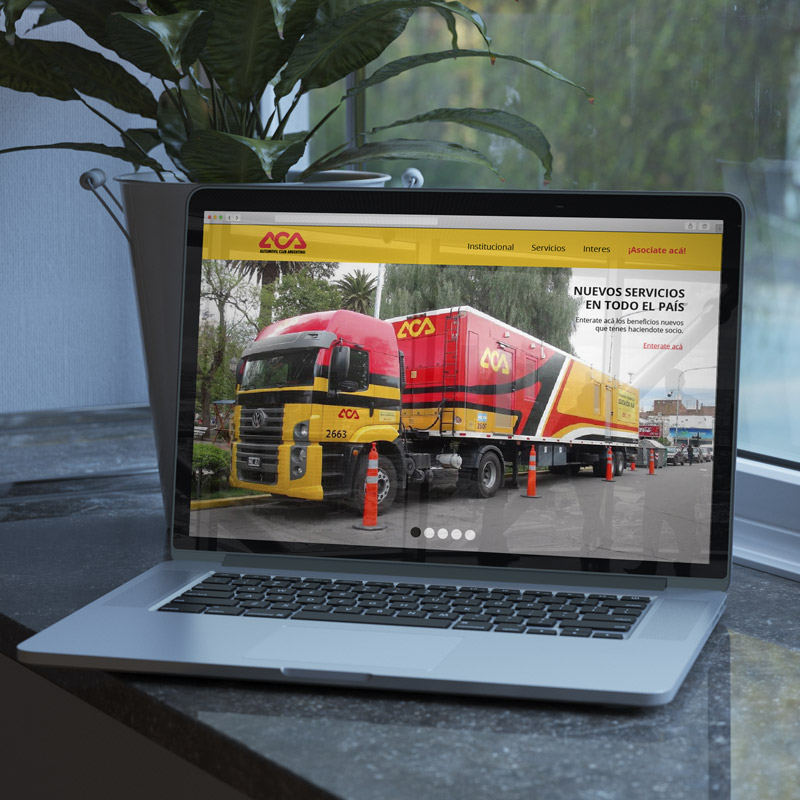 ACA
AUTOMOVIL CLUB ARGENTINO
Institucional Servicios Interes ¡Asociate acá!
NUEVOS SERVICIOS
EN TODO EL PAÍS
Enterate acá los beneficios nuevos
que tenes haciendote socio.
Enterate acá
ACA
ACA
ACA
2663